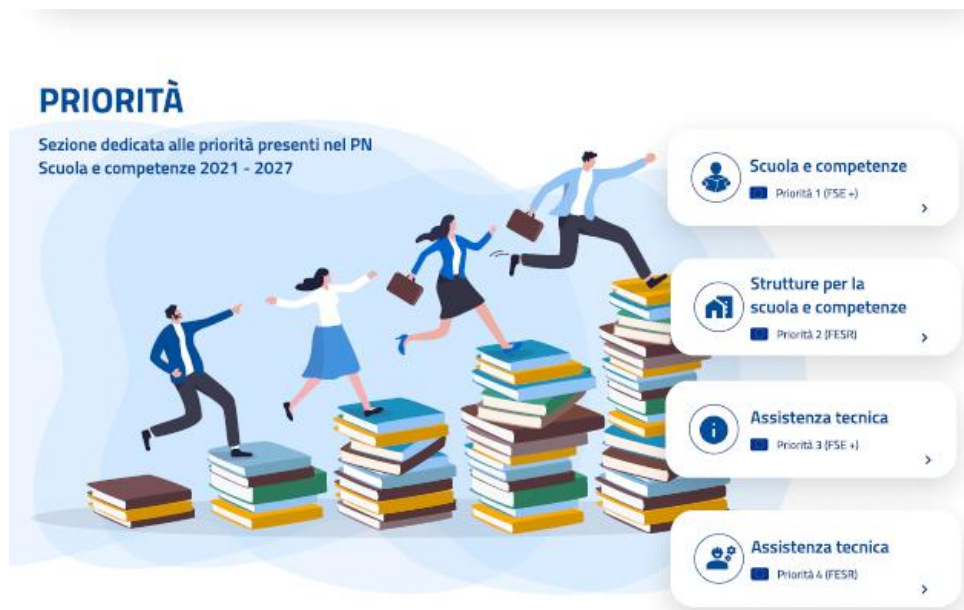 PRIORITÀ
Sezione dedicata alle priorità presenti nel PN
Scuola e competenze 2021 - 2027
Scuola e competenze
Priorità 1 (FSE +)
Strutture per la
scuola e competenze
Priorità 2 (FESR)
Assistenza tecnica
Priorità 3 (FSE +)
Assistenza tecnica
Priorità 4 (FESR)